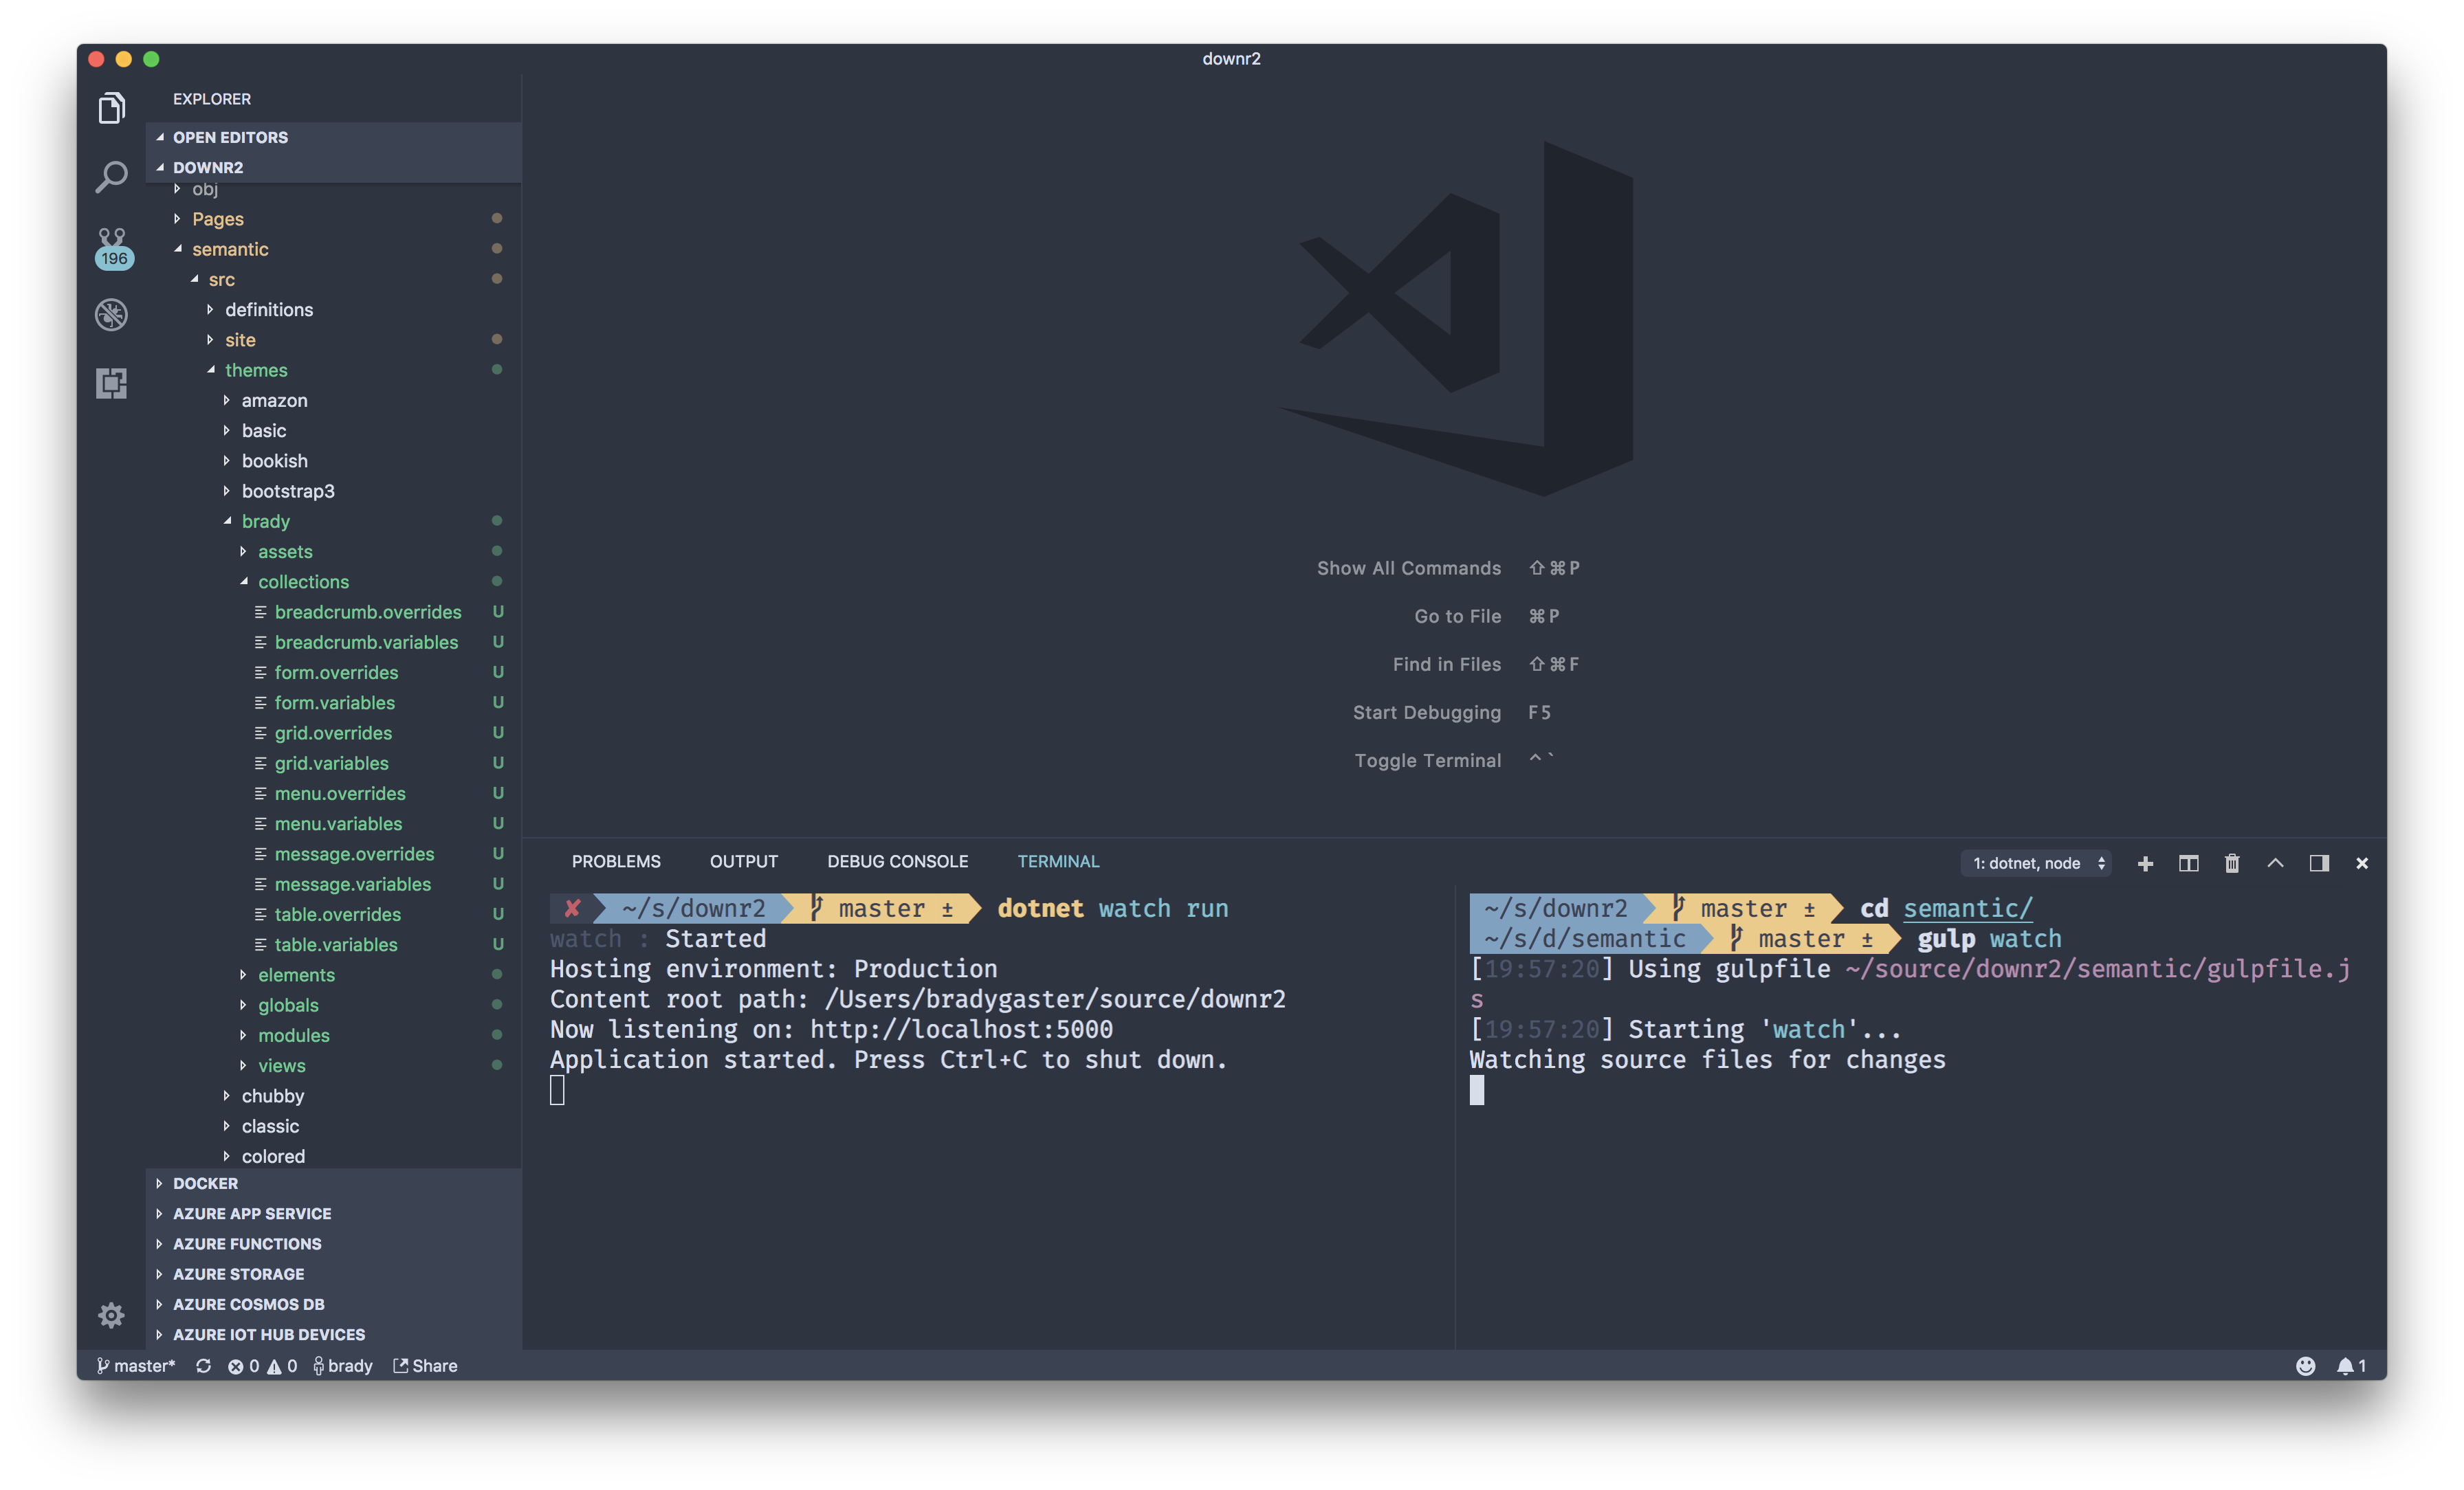 downr2
EXPLORER
OPEN EDITORS
DOWNR2
obj
Pages
semantic
src
definitions
site
themes
amazon
basic
bookish
bootstrap3
brady
assets
collections
breadcrumb.overrides U
breadcrumb.variables U
form.overrides U
form.variables U
grid.overrides U
grid.variables U
menu.overrides U
menu.variables U
message.overrides U
message.variables U
table.overrides U
table.variables U
elements
globals
modules
views
chubby
classic
colored
DOCKER
AZURE APP SERVICE
AZURE FUNCTIONS
AZURE STORAGE
AZURE COSMOS DB
AZURE IOT HUB DEVICES
196
Show All Commands ⇧⌘P
Go to File ⌘P
Find in Files ⇧⌘F
Start Debugging F5
Toggle Terminal ^`
PROBLEMS OUTPUT DEBUG CONSOLE TERMINAL
1: dotnet, node
✘ ~/s/downr2 master ± dotnet watch run
watch : Started
Hosting environment: Production
Content root path: /Users/bradygaster/source/downr2
Now listening on: http://localhost:5000
Application started. Press Ctrl+C to shut down.
~/s/downr2 master ± cd semantic/
~/s/d/semantic master ± gulp watch
[19:57:20] Using gulpfile ~/source/downr2/semantic/gulpfile.j
s
[19:57:20] Starting 'watch'...
Watching source files for changes
master* 0 0 brady Share 1